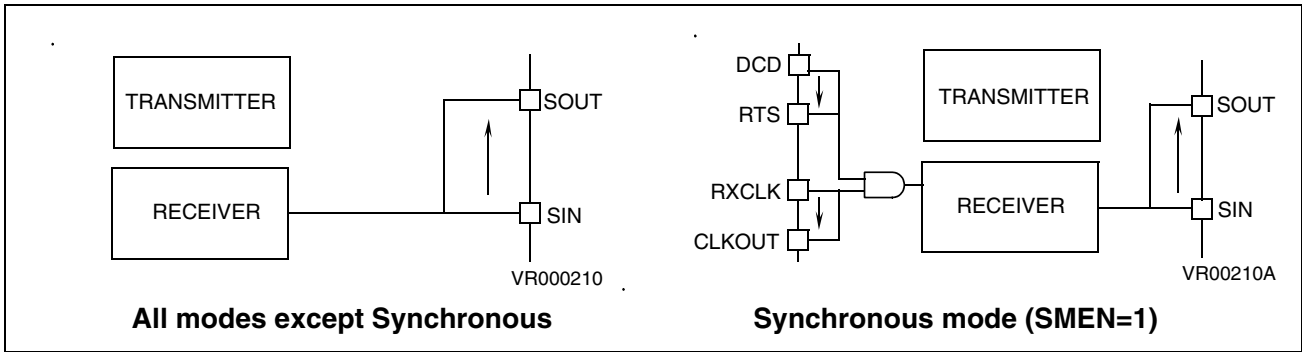 TRANSMITTER
SOUT
RECEIVER
SIN
VR000210
All modes except Synchronous
DCD
TRANSMITTER
RTS
SOUT
RXCLK
RECEIVER
SIN
CLKOUT
VR00210A
Synchronous mode (SMEN=1)